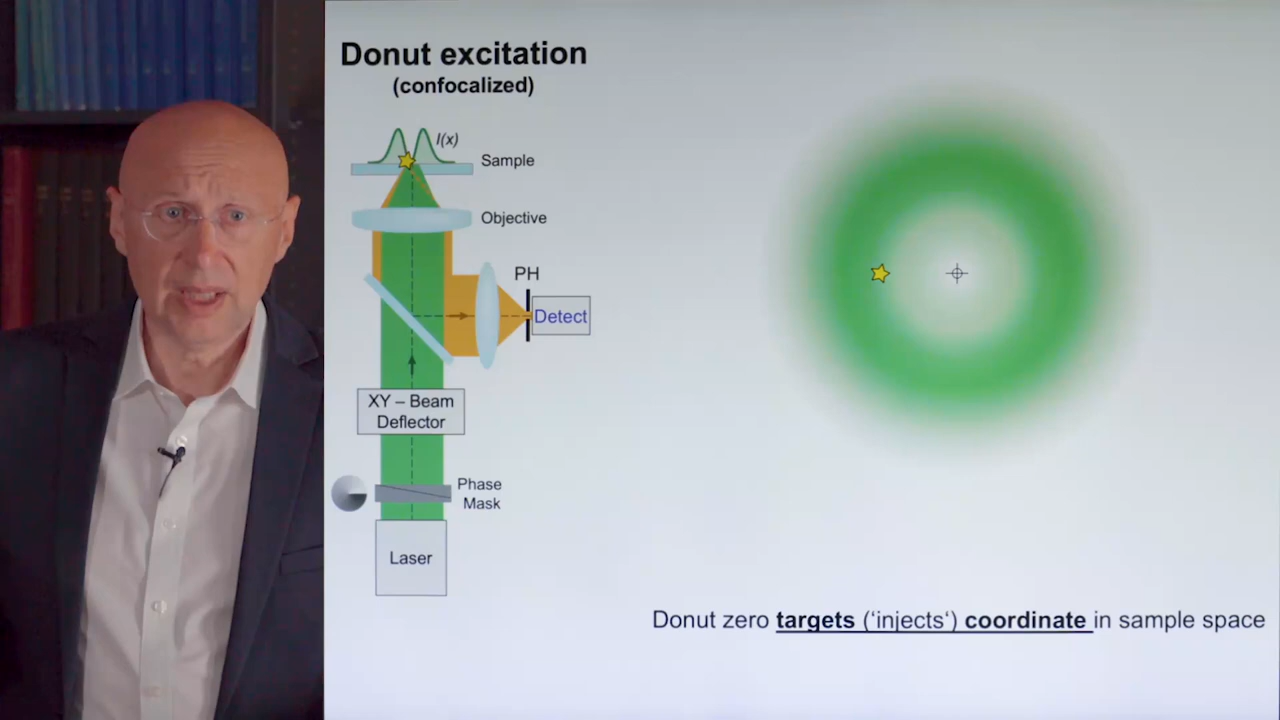 Donut excitation
(confocalized)
I(x)
Sample
Objective
PH
Detect
XY – Beam
Deflector
Phase
Mask
Laser
Donut zero targets (‘injects‘) coordinate in sample space